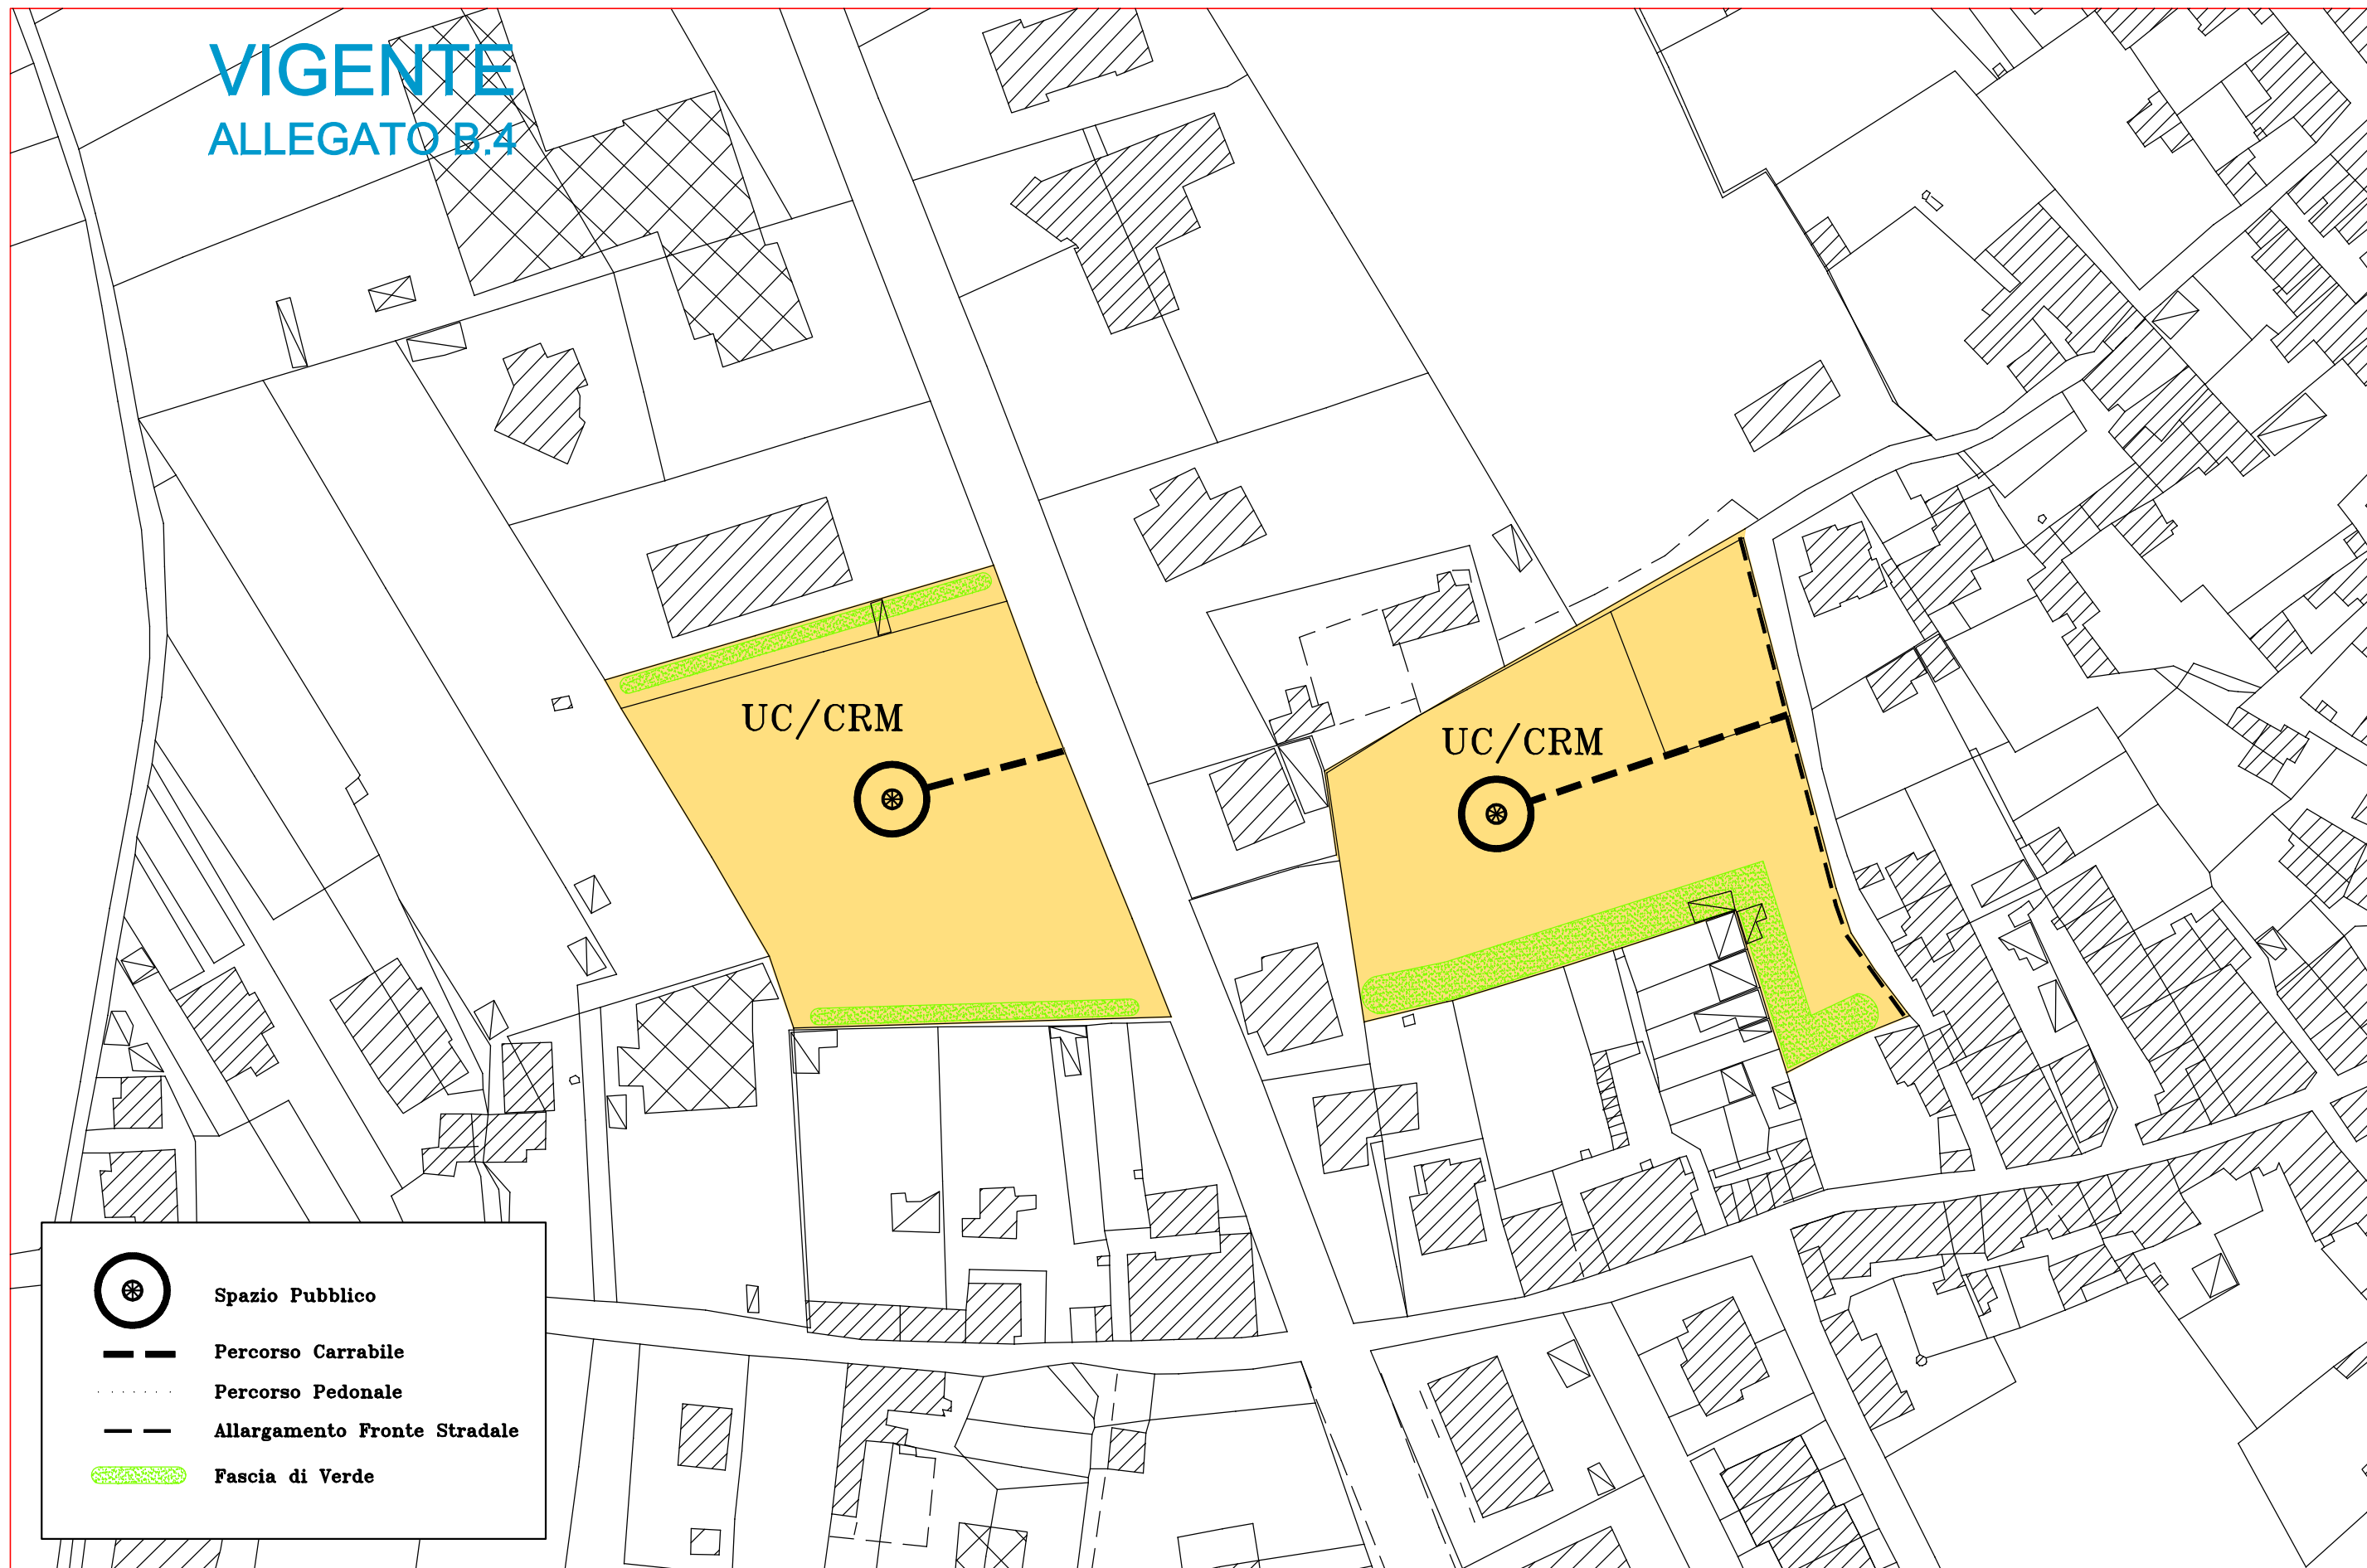 VIGENTE
ALLEGATO B.4
UC/CRM
UC/CRM
Spazio Pubblico
Percorso Carrabile
Percorso Pedonale
Allargamento Fronte Stradale
Fascia di Verde